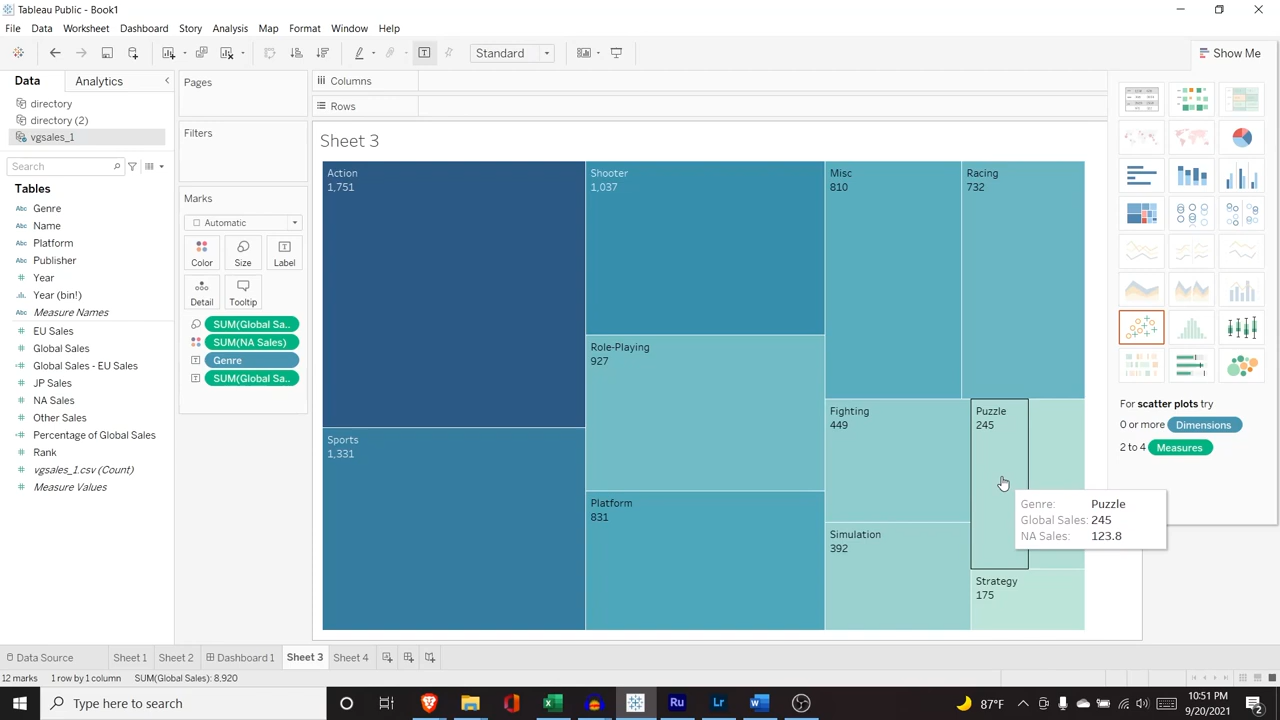 Tableau Public - Book1
File Data Worksheet Dashboard Story Analysis Map Format Window Help
Standard
Show Me
Data Analytics
directory
directory (2)
vgsales_1
Search
Tables
Abc Genre
Abc Name
Abc Platform
Abc Publisher
Year
Year (bin!)
Abc Measure Names
EU Sales
Global Sales
Global Sales - EU Sales
JP Sales
NA Sales
Other Sales
Percentage of Global Sales
Rank
vgsales_1.csv (Count)
Measure Values
Pages
Filters
Marks
Automatic
Color Size Label
Detail Tooltip
SUM(Global Sa..
SUM(NA Sales)
Genre
SUM(Global Sa..
Columns
Rows
Sheet 3
Action
1,751
Sports
1,331
Shooter
1,037
Role-Playing
927
Platform
831
Misc
810
Racing
732
Fighting
449
Simulation
392
Puzzle
245
Strategy
175
Genre: Puzzle
Global Sales: 245
NA Sales: 123.8
For scatter plots try
0 or more Dimensions
2 to 4 Measures
Data Source Sheet 1 Sheet 2 Dashboard 1 Sheet 3 Sheet 4
12 marks 1 row by 1 column SUM(Global Sales): 8,920
Type here to search
Ru
Lr
87°F
10:51 PM
9/20/2021
2